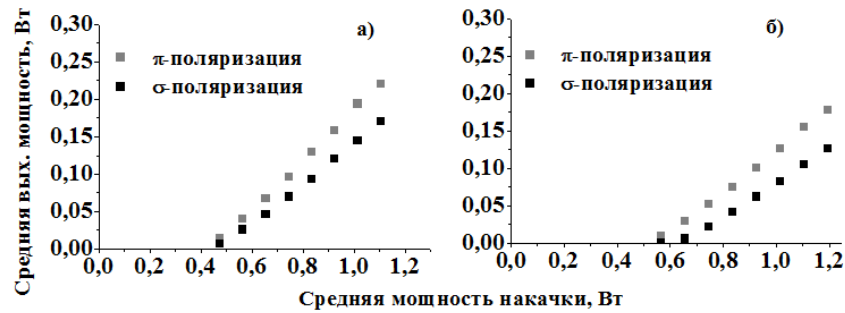 Средняя вых. мощность, Вт
0,30
0,25
0,20
0,15
0,10
0,05
0,00
а)
π-поляризация
σ-поляризация
0,0 0,2 0,4 0,6 0,8 1,0 1,2
0,30
0,25
0,20
0,15
0,10
0,05
0,00
б)
π-поляризация
σ-поляризация
0,0 0,2 0,4 0,6 0,8 1,0 1,2
Средняя мощность накачки, Вт